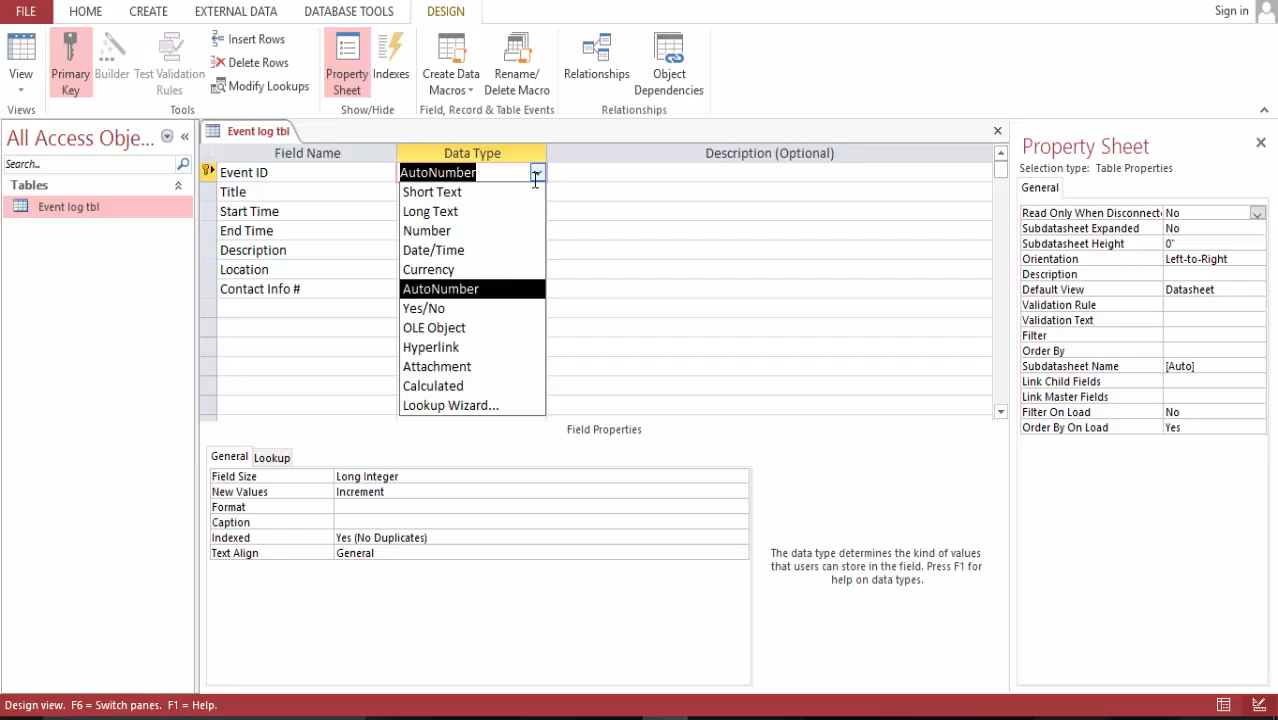 FILE HOME CREATE EXTERNAL DATA DATABASE TOOLS DESIGN Sign in
View
Primary Key
Builder
Test Validation Rules
Insert Rows
Delete Rows
Modify Lookups
Property Sheet
Indexes
Create Data Macros
Rename/ Delete Macro
Relationships
Object Dependencies
Views Tools Show/Hide Field, Record & Table Events Relationships
All Access Obje...
Search...
Tables
Event log tbl
Event log tbl
Field Name Data Type Description (Optional)
Event ID AutoNumber
Title
Start Time
End Time
Description
Location
Contact Info #
Short Text
Long Text
Number
Date/Time
Currency
AutoNumber
Yes/No
OLE Object
Hyperlink
Attachment
Calculated
Lookup Wizard...
Field Properties
General Lookup
Field Size Long Integer
New Values Increment
Format
Caption
Indexed Yes (No Duplicates)
Text Align General
The data type determines the kind of values
that users can store in the field. Press F1 for
help on data types.
Property Sheet
Selection type: Table Properties
General
Read Only When Disconnect No
Subdatasheet Expanded No
Subdatasheet Height 0"
Orientation Left-to-Right
Description
Default View Datasheet
Validation Rule
Validation Text
Filter
Order By
Subdatasheet Name [Auto]
Link Child Fields
Link Master Fields
Filter On Load No
Order By On Load Yes
Design view. F6 = Switch panes. F1 = Help.